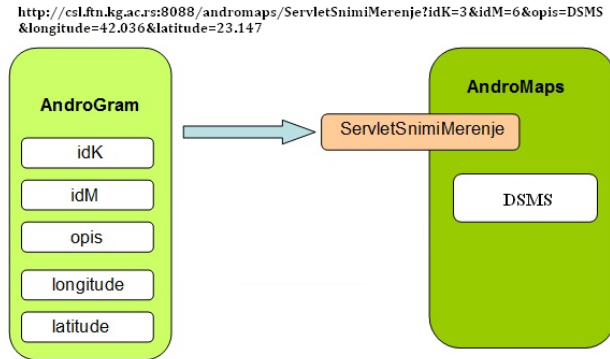 http://csl.ftn.kg.ac.rs:8088/andromaps/ServletSnimiMerenje?idK=3&idM=6&opis=DSMS
&longitude=42.036&latitude=23.147
AndroGram
idK
idM
opis
longitude
latitude
ServletSnimiMerenje
AndroMaps
DSMS